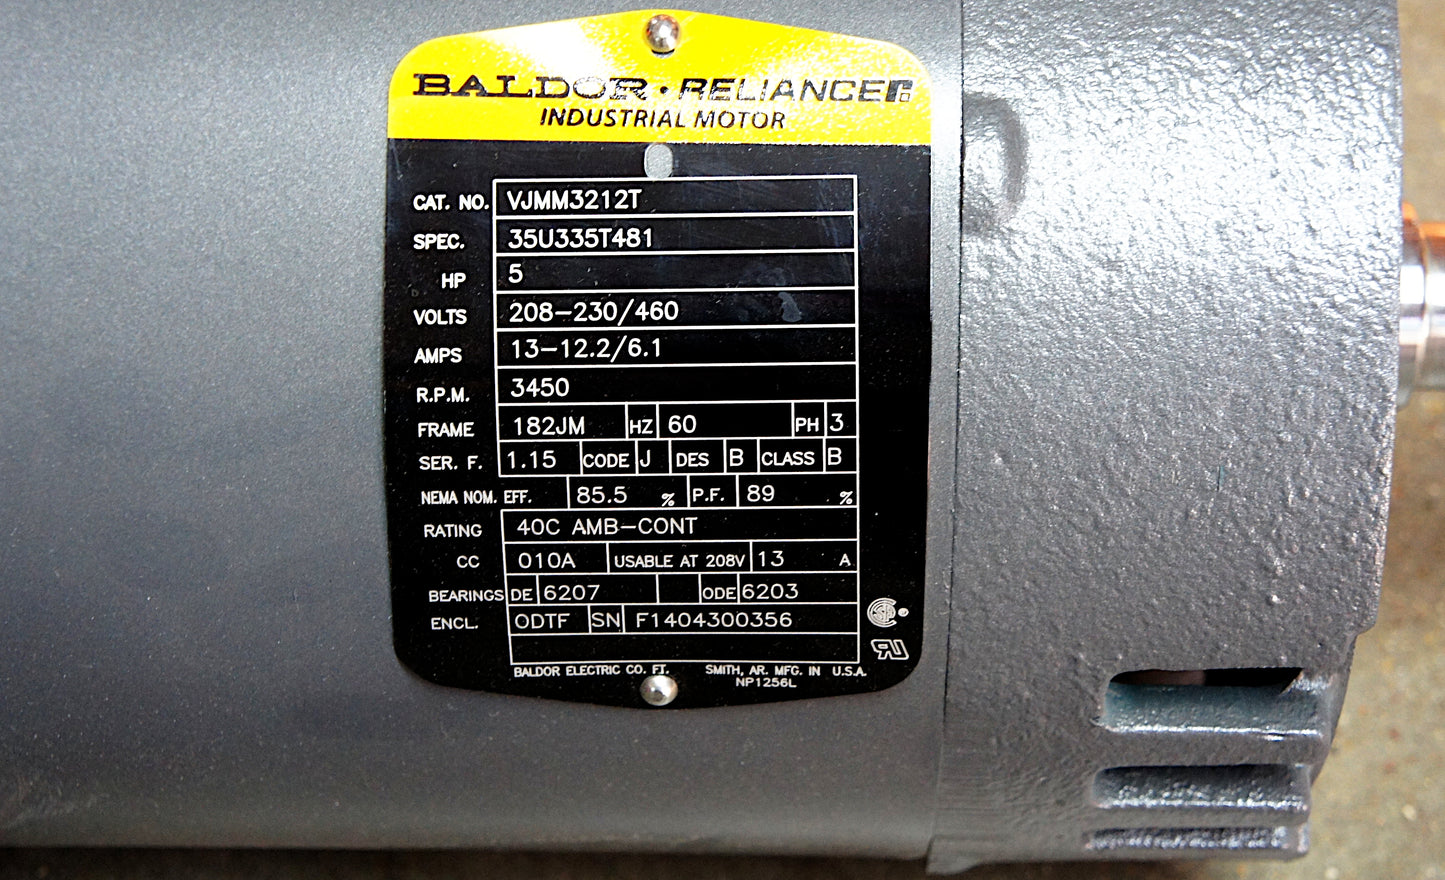 BALDOR • RELIANCE
INDUSTRIAL MOTOR
CAT. NO. VJMM3212T
SPEC. 35U335T481
HP 5
VOLTS 208-230/460
AMPS 13-12.2/6.1
R.P.M. 3450
FRAME 182JM HZ 60 PH 3
SER. F. 1.15 CODE J DES B CLASS B
NEMA NOM. EFF. 85.5 % P.F. 89 %
RATING 40C AMB-CONT
CC 010A USABLE AT 208V 13 A
BEARINGS DE 6207 ODE 6203
ENCL. ODTF SN F1404300356
BALDOR ELECTRIC CO. FT. SMITH, AR. MFG. IN U.S.A.
NP1256L